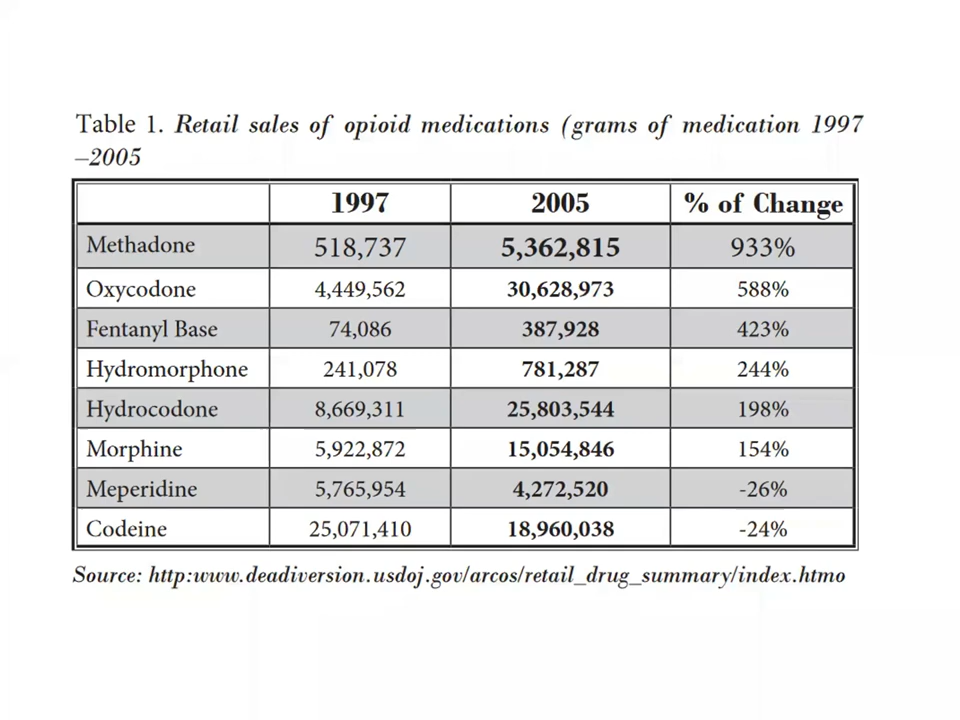 Table 1. Retail sales of opioid medications (grams of medication 1997
–2005
1997 2005 % of Change
Methadone 518,737 5,362,815 933%
Oxycodone 4,449,562 30,628,973 588%
Fentanyl Base 74,086 387,928 423%
Hydromorphone 241,078 781,287 244%
Hydrocodone 8,669,311 25,803,544 198%
Morphine 5,922,872 15,054,846 154%
Meperidine 5,765,954 4,272,520 -26%
Codeine 25,071,410 18,960,038 -24%
Source: http:www.deadiversion.usdoj.gov/arcos/retail_drug_summary/index.htmo